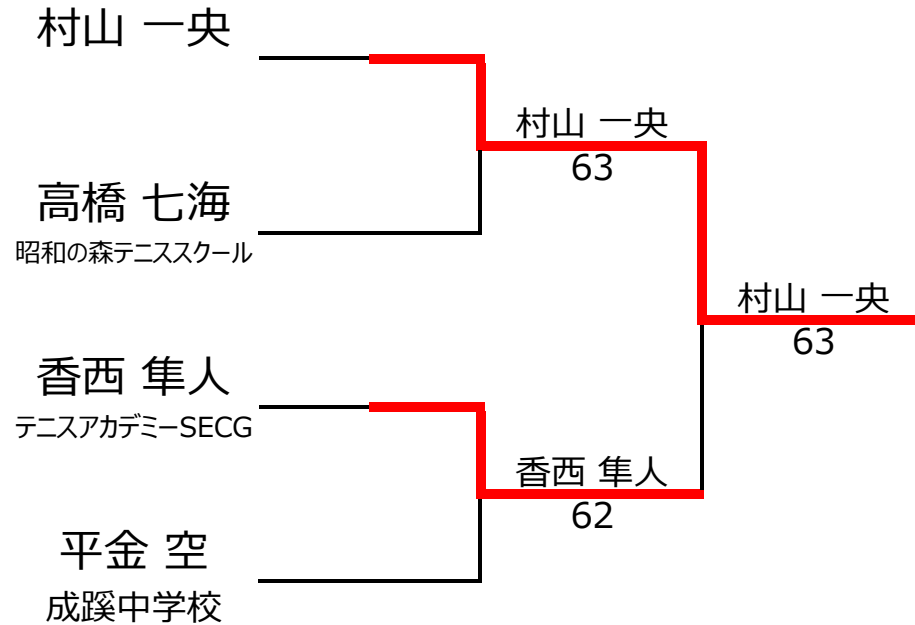 村山 一央
村山 一央
63
高橋 七海
昭和の森テニススクール
村山 一央
63
香西 隼人
テニスアカデミーSECG
香西 隼人
62
平金 空
成蹊中学校